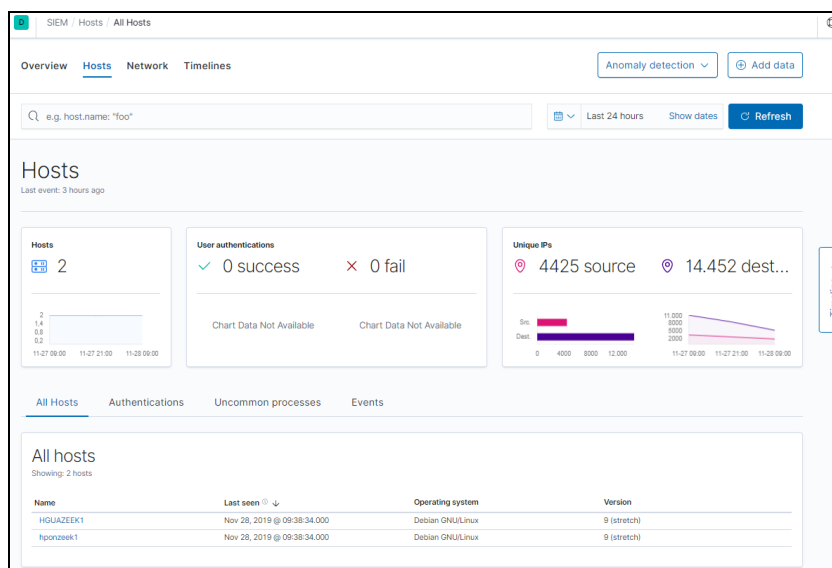 D SIEM / Hosts / All Hosts
Overview Hosts Network Timelines Anomaly detection Add data
e.g. host.name: "foo" Last 24 hours Show dates Refresh
Hosts
Last event: 3 hours ago
Hosts User authentications Unique IPs
2 0 success 0 fail 4425 source 14.452 dest...
Chart Data Not Available Chart Data Not Available
2
1,4
0,8
0,2
11-27 09:00 11-27 21:00 11-28 09:00
Src.
Dest.
0 4000 8000 12.000
11.000
8000
5000
2000
11-27 09:00 11-27 21:00 11-28 09:00
All Hosts Authentications Uncommon processes Events
All hosts
Showing: 2 hosts
Name Last seen Operating system Version
HGUAZEEK1 Nov 28, 2019 @ 09:38:34.000 Debian GNU/Linux 9 (stretch)
hponzeek1 Nov 28, 2019 @ 09:38:34.000 Debian GNU/Linux 9 (stretch)